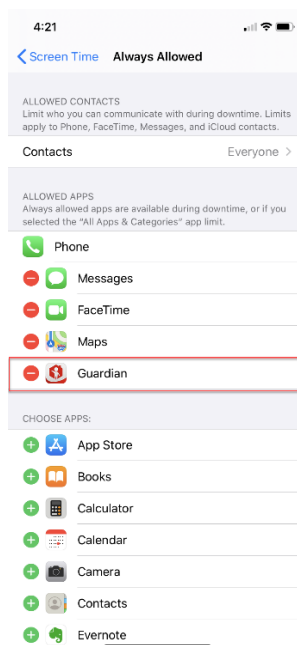 4:21
Screen Time Always Allowed
ALLOWED CONTACTS
Limit who you can communicate with during downtime. Limits
apply to Phone, FaceTime, Messages, and iCloud contacts.
Contacts Everyone
ALLOWED APPS
Always allowed apps are available during downtime, or if you
selected the “All Apps & Categories” app limit.
Phone
Messages
FaceTime
Maps
Guardian
CHOOSE APPS:
App Store
Books
Calculator
Calendar
Camera
Contacts
Evernote